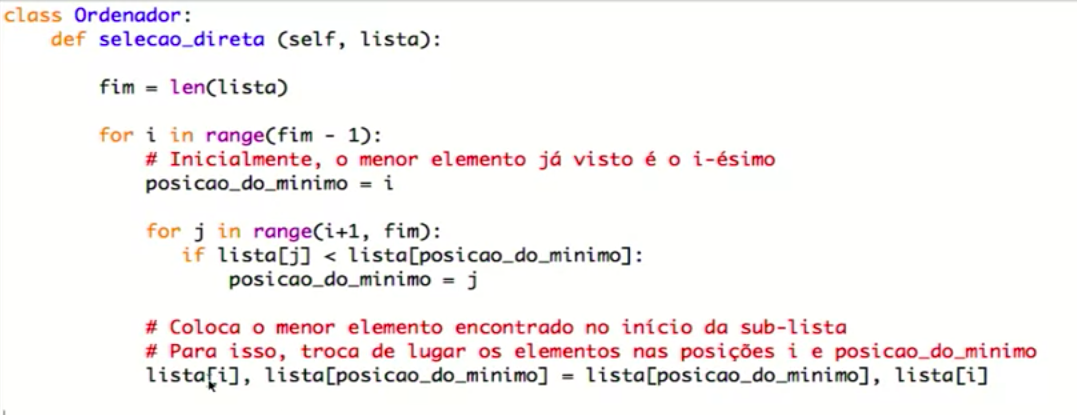 class Ordenador:
    def selecao_direta (self, lista):
        fim = len(lista)
        for i in range(fim - 1):
            # Inicialmente, o menor elemento já visto é o i-ésimo
            posicao_do_minimo = i
            for j in range(i+1, fim):
               if lista[j] < lista[posicao_do_minimo]:
                   posicao_do_minimo = j
            # Coloca o menor elemento encontrado no início da sub-lista
            # Para isso, troca de lugar os elementos nas posições i e posicao_do_minimo
            lista[i], lista[posicao_do_minimo] = lista[posicao_do_minimo], lista[i]